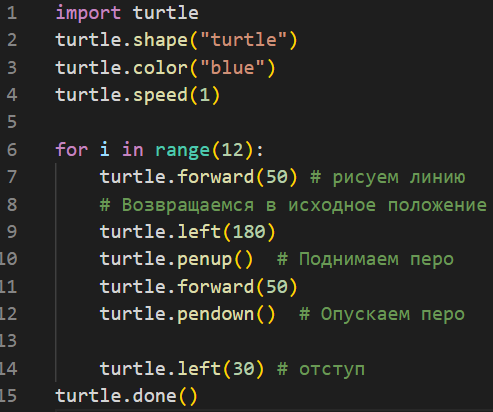 1 import turtle
2 turtle.shape("turtle")
3 turtle.color("blue")
4 turtle.speed(1)
5
6 for i in range(12):
7     turtle.forward(50) # рисуем линию
8     # Возвращаемся в исходное положение
9     turtle.left(180)
10     turtle.penup()  # Поднимаем перо
11     turtle.forward(50)
12     turtle.pendown()  # Опускаем перо
13
14     turtle.left(30) # отступ
15 turtle.done()